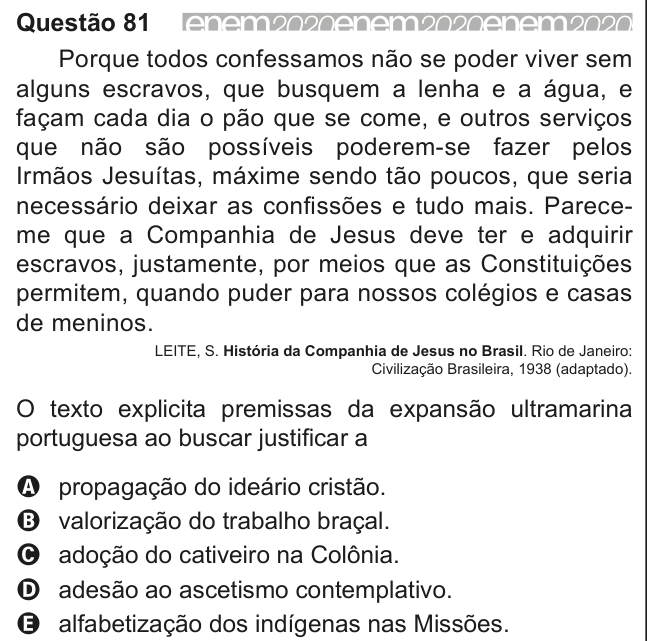 Questão 81 enem2020enem2020enem2020
Porque todos confessamos não se poder viver sem
alguns escravos, que busquem a lenha e a água, e
façam cada dia o pão que se come, e outros serviços
que não são possíveis poderem-se fazer pelos
Irmãos Jesuítas, máxime sendo tão poucos, que seria
necessário deixar as confissões e tudo mais. Parece-
me que a Companhia de Jesus deve ter e adquirir
escravos, justamente, por meios que as Constituições
permitem, quando puder para nossos colégios e casas
de meninos.
LEITE, S. História da Companhia de Jesus no Brasil. Rio de Janeiro:
Civilização Brasileira, 1938 (adaptado).
O texto explicita premissas da expansão ultramarina
portuguesa ao buscar justificar a
A propagação do ideário cristão.
B valorização do trabalho braçal.
C adoção do cativeiro na Colônia.
D adesão ao ascetismo contemplativo.
E alfabetização dos indígenas nas Missões.